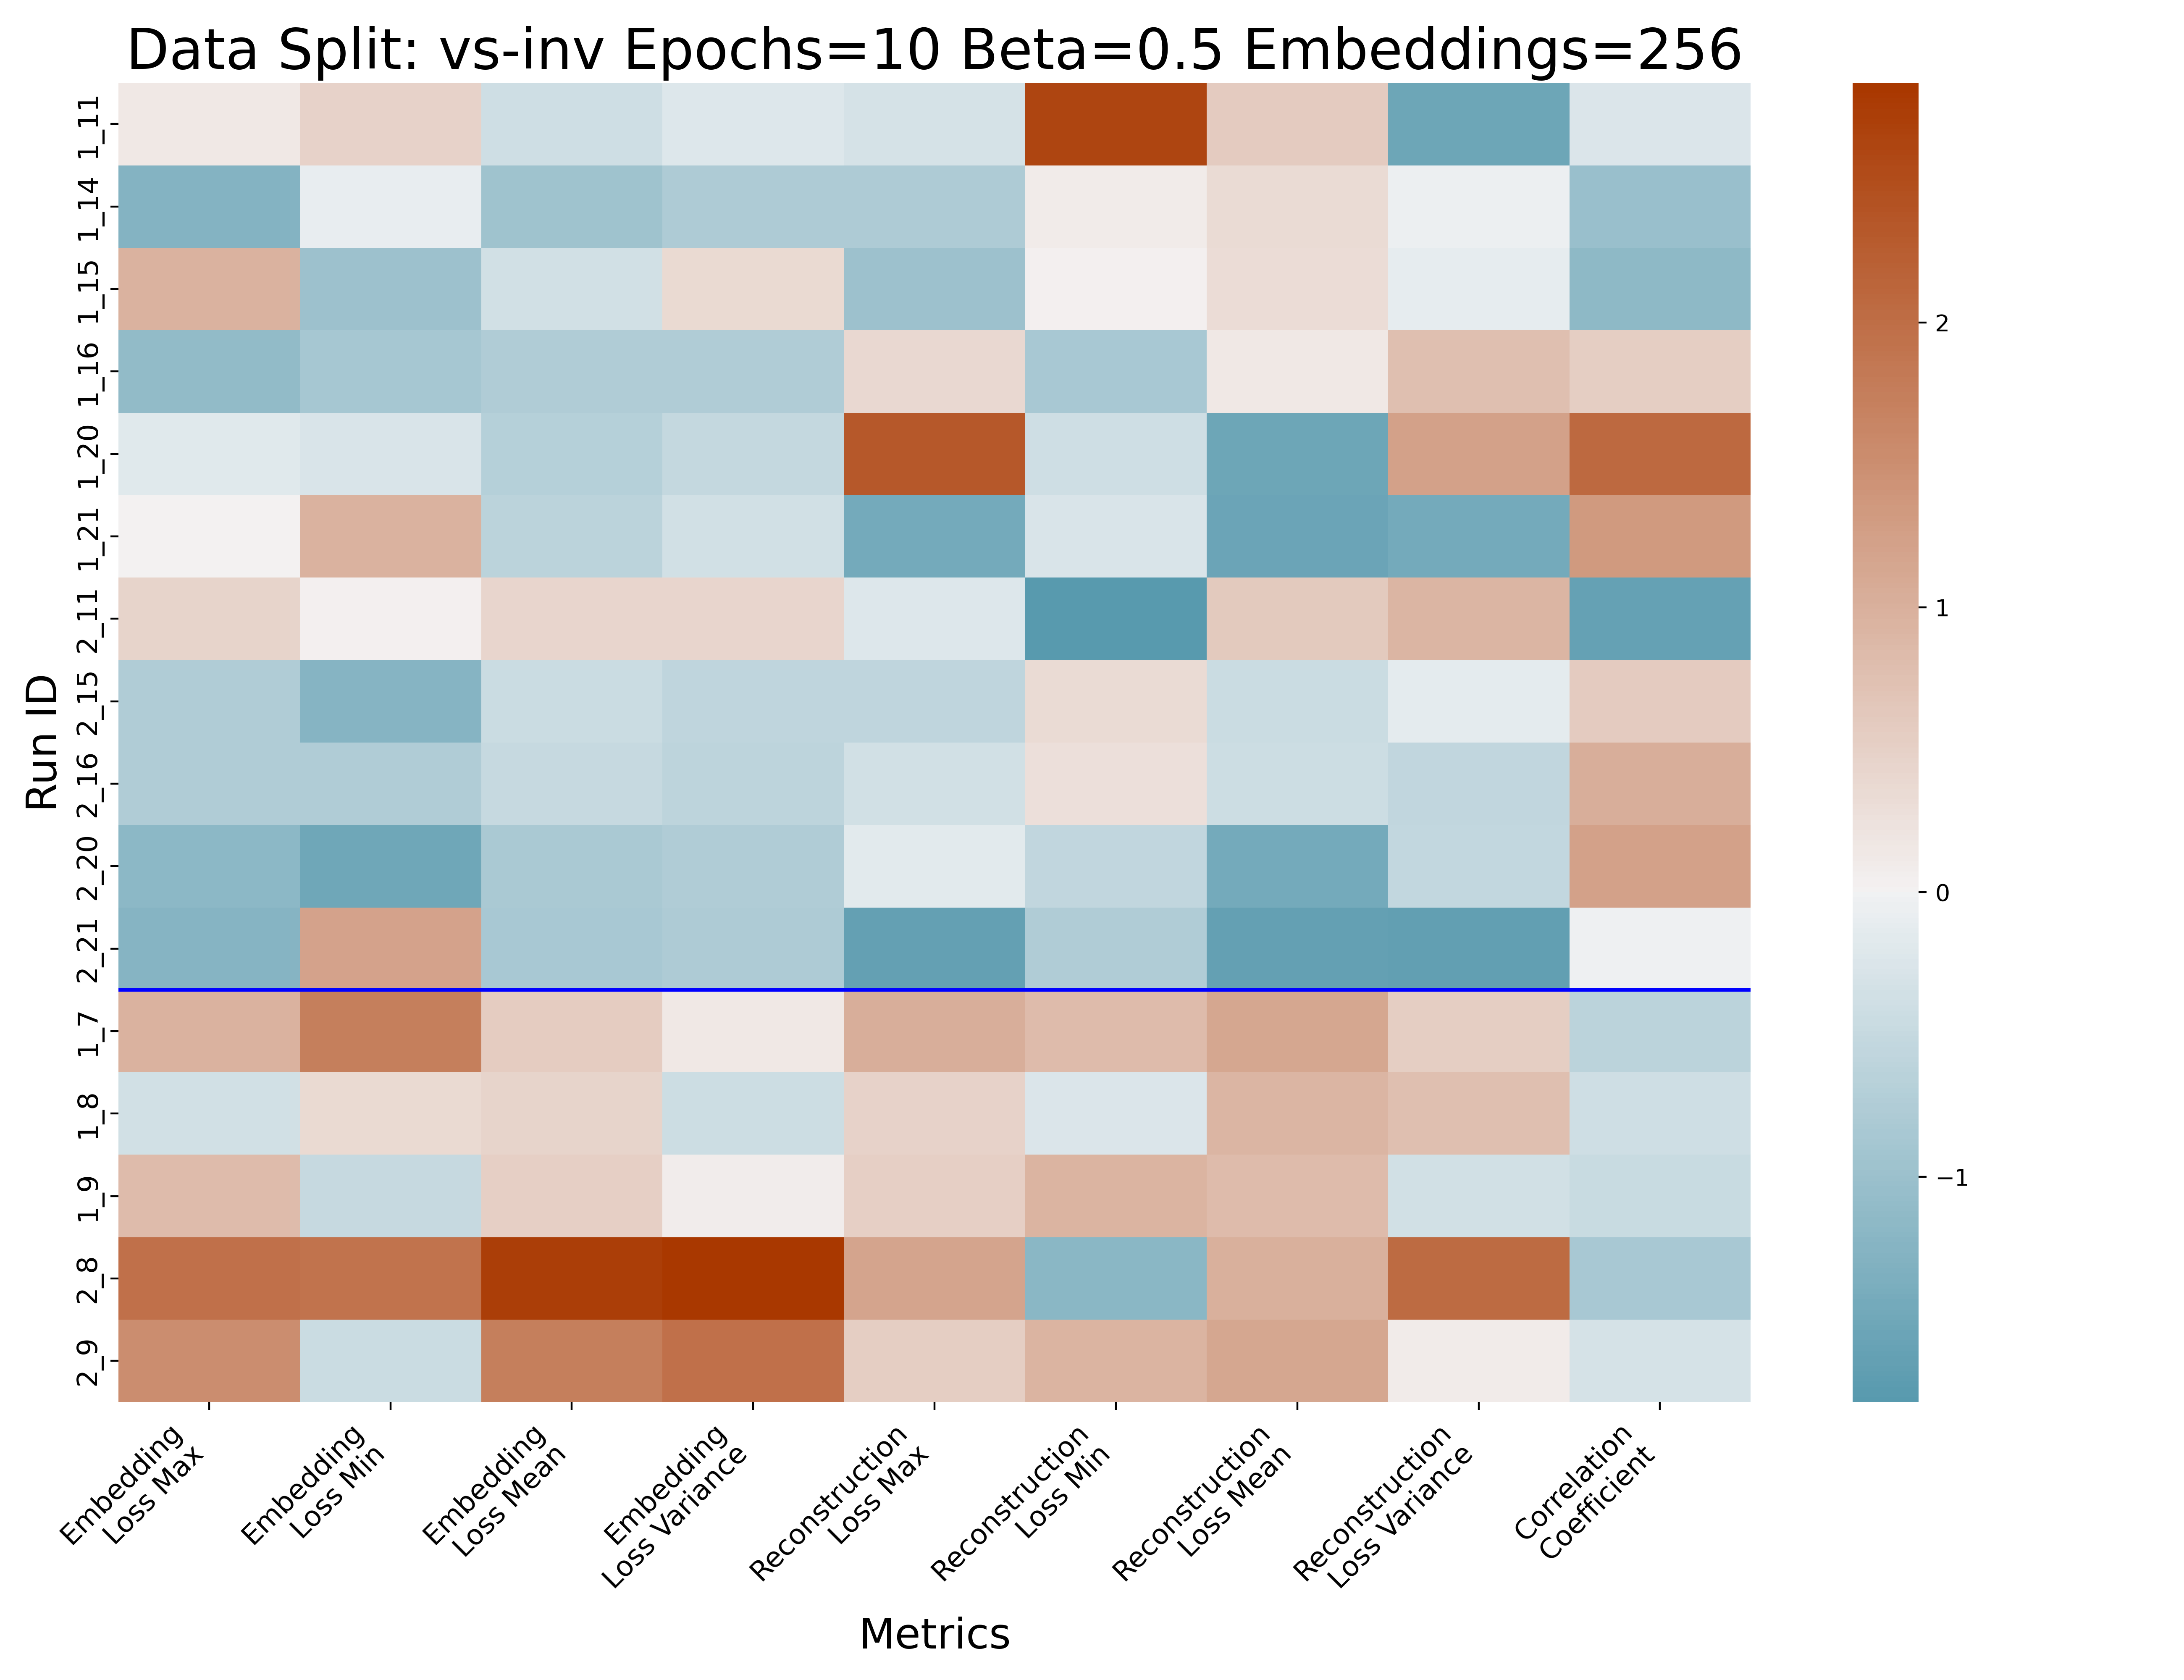 Data Split: vs-inv Epochs=10 Beta=0.5 Embeddings=256
Run ID
1_11
1_14
1_15
1_16
1_20
1_21
2_11
2_15
2_16
2_20
2_21
1_7
1_8
1_9
2_8
2_9
Embedding
Loss Max
Embedding
Loss Min
Embedding
Loss Mean
Embedding
Loss Variance
Reconstruction
Loss Max
Reconstruction
Loss Min
Reconstruction
Loss Mean
Reconstruction
Loss Variance
Correlation
Coefficient
Metrics
2
1
0
−1